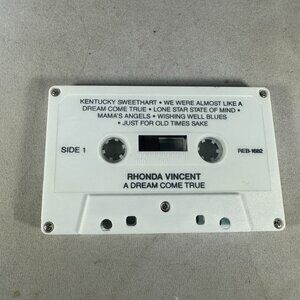 KENTUCKY SWEETHART • WE WERE ALMOST LIKE A
DREAM COME TRUE • LONE STAR STATE OF MIND •
MAMA'S ANGELS • WISHING WELL BLUES
• JUST FOR OLD TIMES SAKE
SIDE 1
REB-1682
RHONDA VINCENT
A DREAM COME TRUE